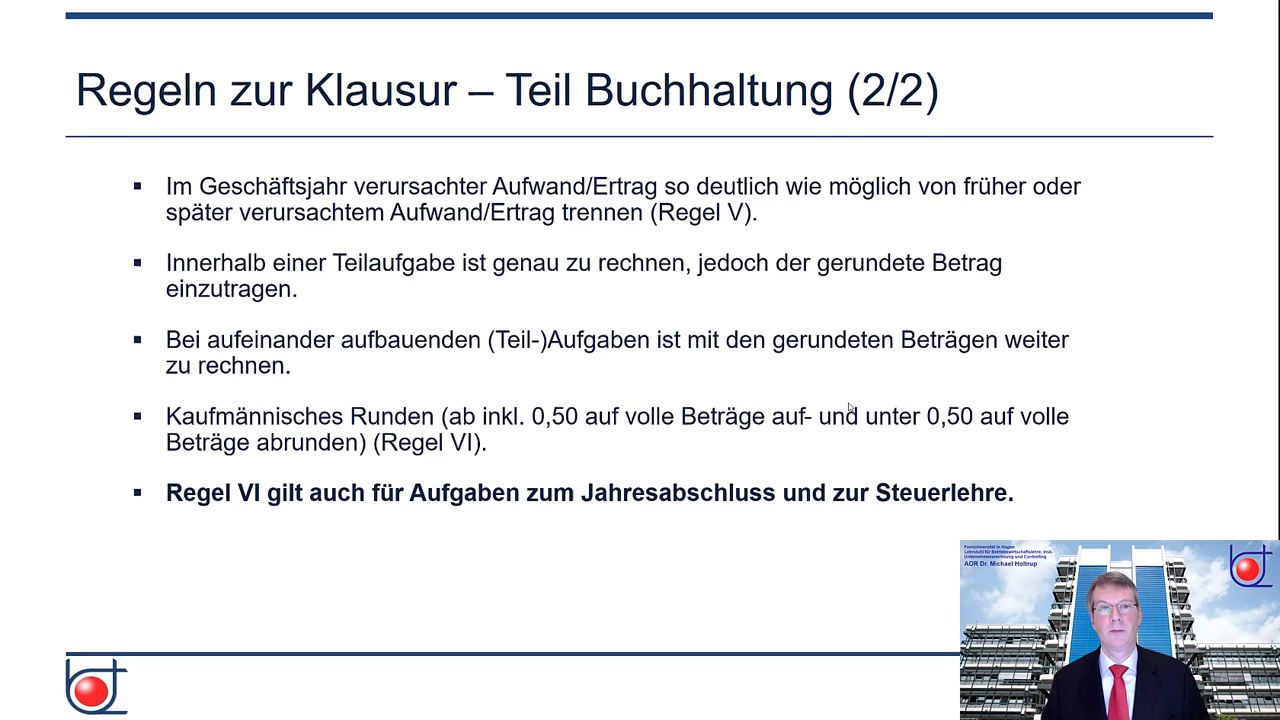 Regeln zur Klausur – Teil Buchhaltung (2/2)
▪ Im Geschäftsjahr verursachter Aufwand/Ertrag so deutlich wie möglich von früher oder
später verursachtem Aufwand/Ertrag trennen (Regel V).
▪ Innerhalb einer Teilaufgabe ist genau zu rechnen, jedoch der gerundete Betrag
einzutragen.
▪ Bei aufeinander aufbauenden (Teil-)Aufgaben ist mit den gerundeten Beträgen weiter
zu rechnen.
▪ Kaufmännisches Runden (ab inkl. 0,50 auf volle Beträge auf- und unter 0,50 auf volle
Beträge abrunden) (Regel VI).
▪ Regel VI gilt auch für Aufgaben zum Jahresabschluss und zur Steuerlehre.
FernUniversität in Hagen
Lehrstuhl für Betriebswirtschaftslehre, insb.
Unternehmensrechnung und Controlling
AOR Dr. Michael Holtrup